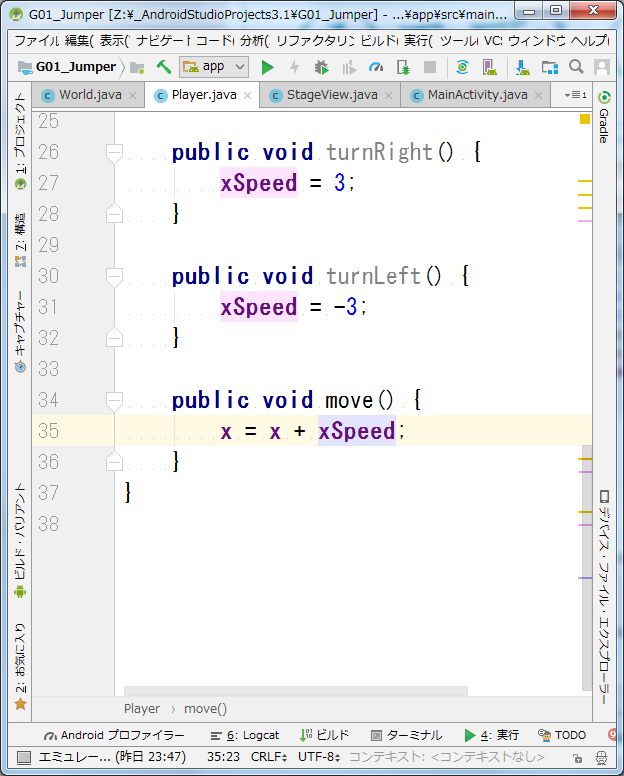 G01_Jumper [Z:¥_AndroidStudioProjects3.1¥G01_Jumper] - ...¥app¥src¥main...
ファイル 編集( 表示( ナビゲート コード( 分析( リファクタリン ビルド( 実行( ツール( VCS ウィンドウ ヘルプ(
G01_Jumper app
World.java Player.java StageView.java MainActivity.java 1
25
26 public void turnRight() {
27 xSpeed = 3;
28 }
29
30 public void turnLeft() {
31 xSpeed = -3;
32 }
33
34 public void move() {
35 x = x + xSpeed;
36 }
37 }
38
1: プロジェクト
7: 構造
キャプチャー
ビルド・バリアント
2: お気に入り
Gradle
デバイス・ファイル・エクスプローラー
Player move()
Android プロファイラー 6: Logcat ビルド ターミナル 4: 実行 TODO 9
エミュレー... (昨日 23:47) 35:23 CRLF UTF-8 コンテキスト: <コンテキストなし>